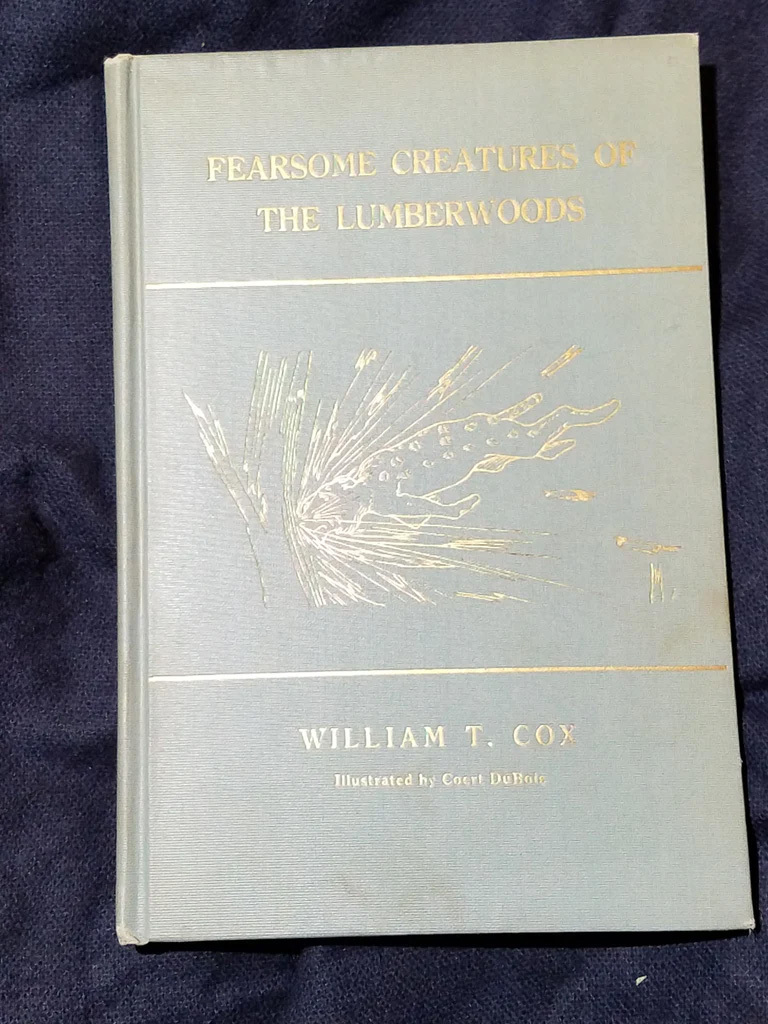 FEARSOME CREATURES OF
THE LUMBERWOODS
WILLIAM T. COX
Illustrated by Coert DuBois